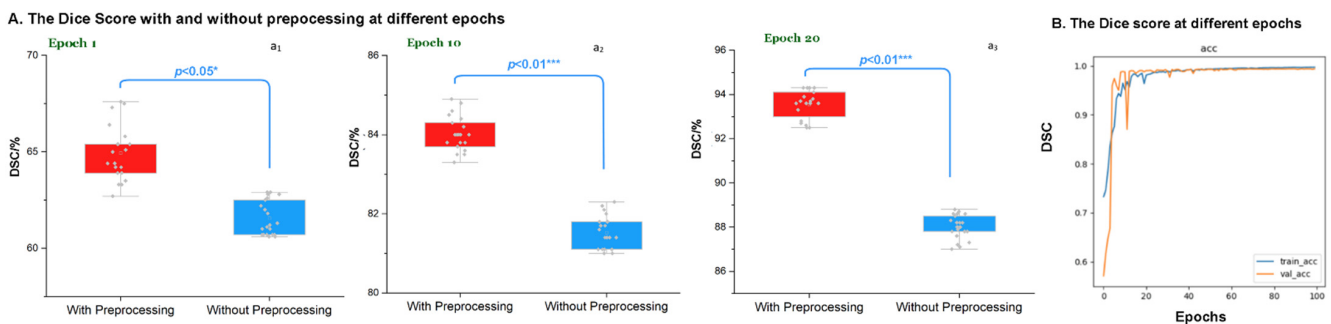 A. The Dice Score with and without prepocessing at different epochs
Epoch 1
a₁
p<0.05*
DSC/%
70
65
60
With Preprocessing
Without Preprocessing
Epoch 10
a₂
p<0.01***
DSC/%
86
84
82
80
With Preprocessing
Without Preprocessing
Epoch 20
a₃
p<0.01***
DSC/%
96
94
92
90
88
86
With Preprocessing
Without Preprocessing
B. The Dice score at different epochs
acc
DSC
1.0
0.9
0.8
0.7
0.6
train_acc
val_acc
0 20 40 60 80 100
Epochs